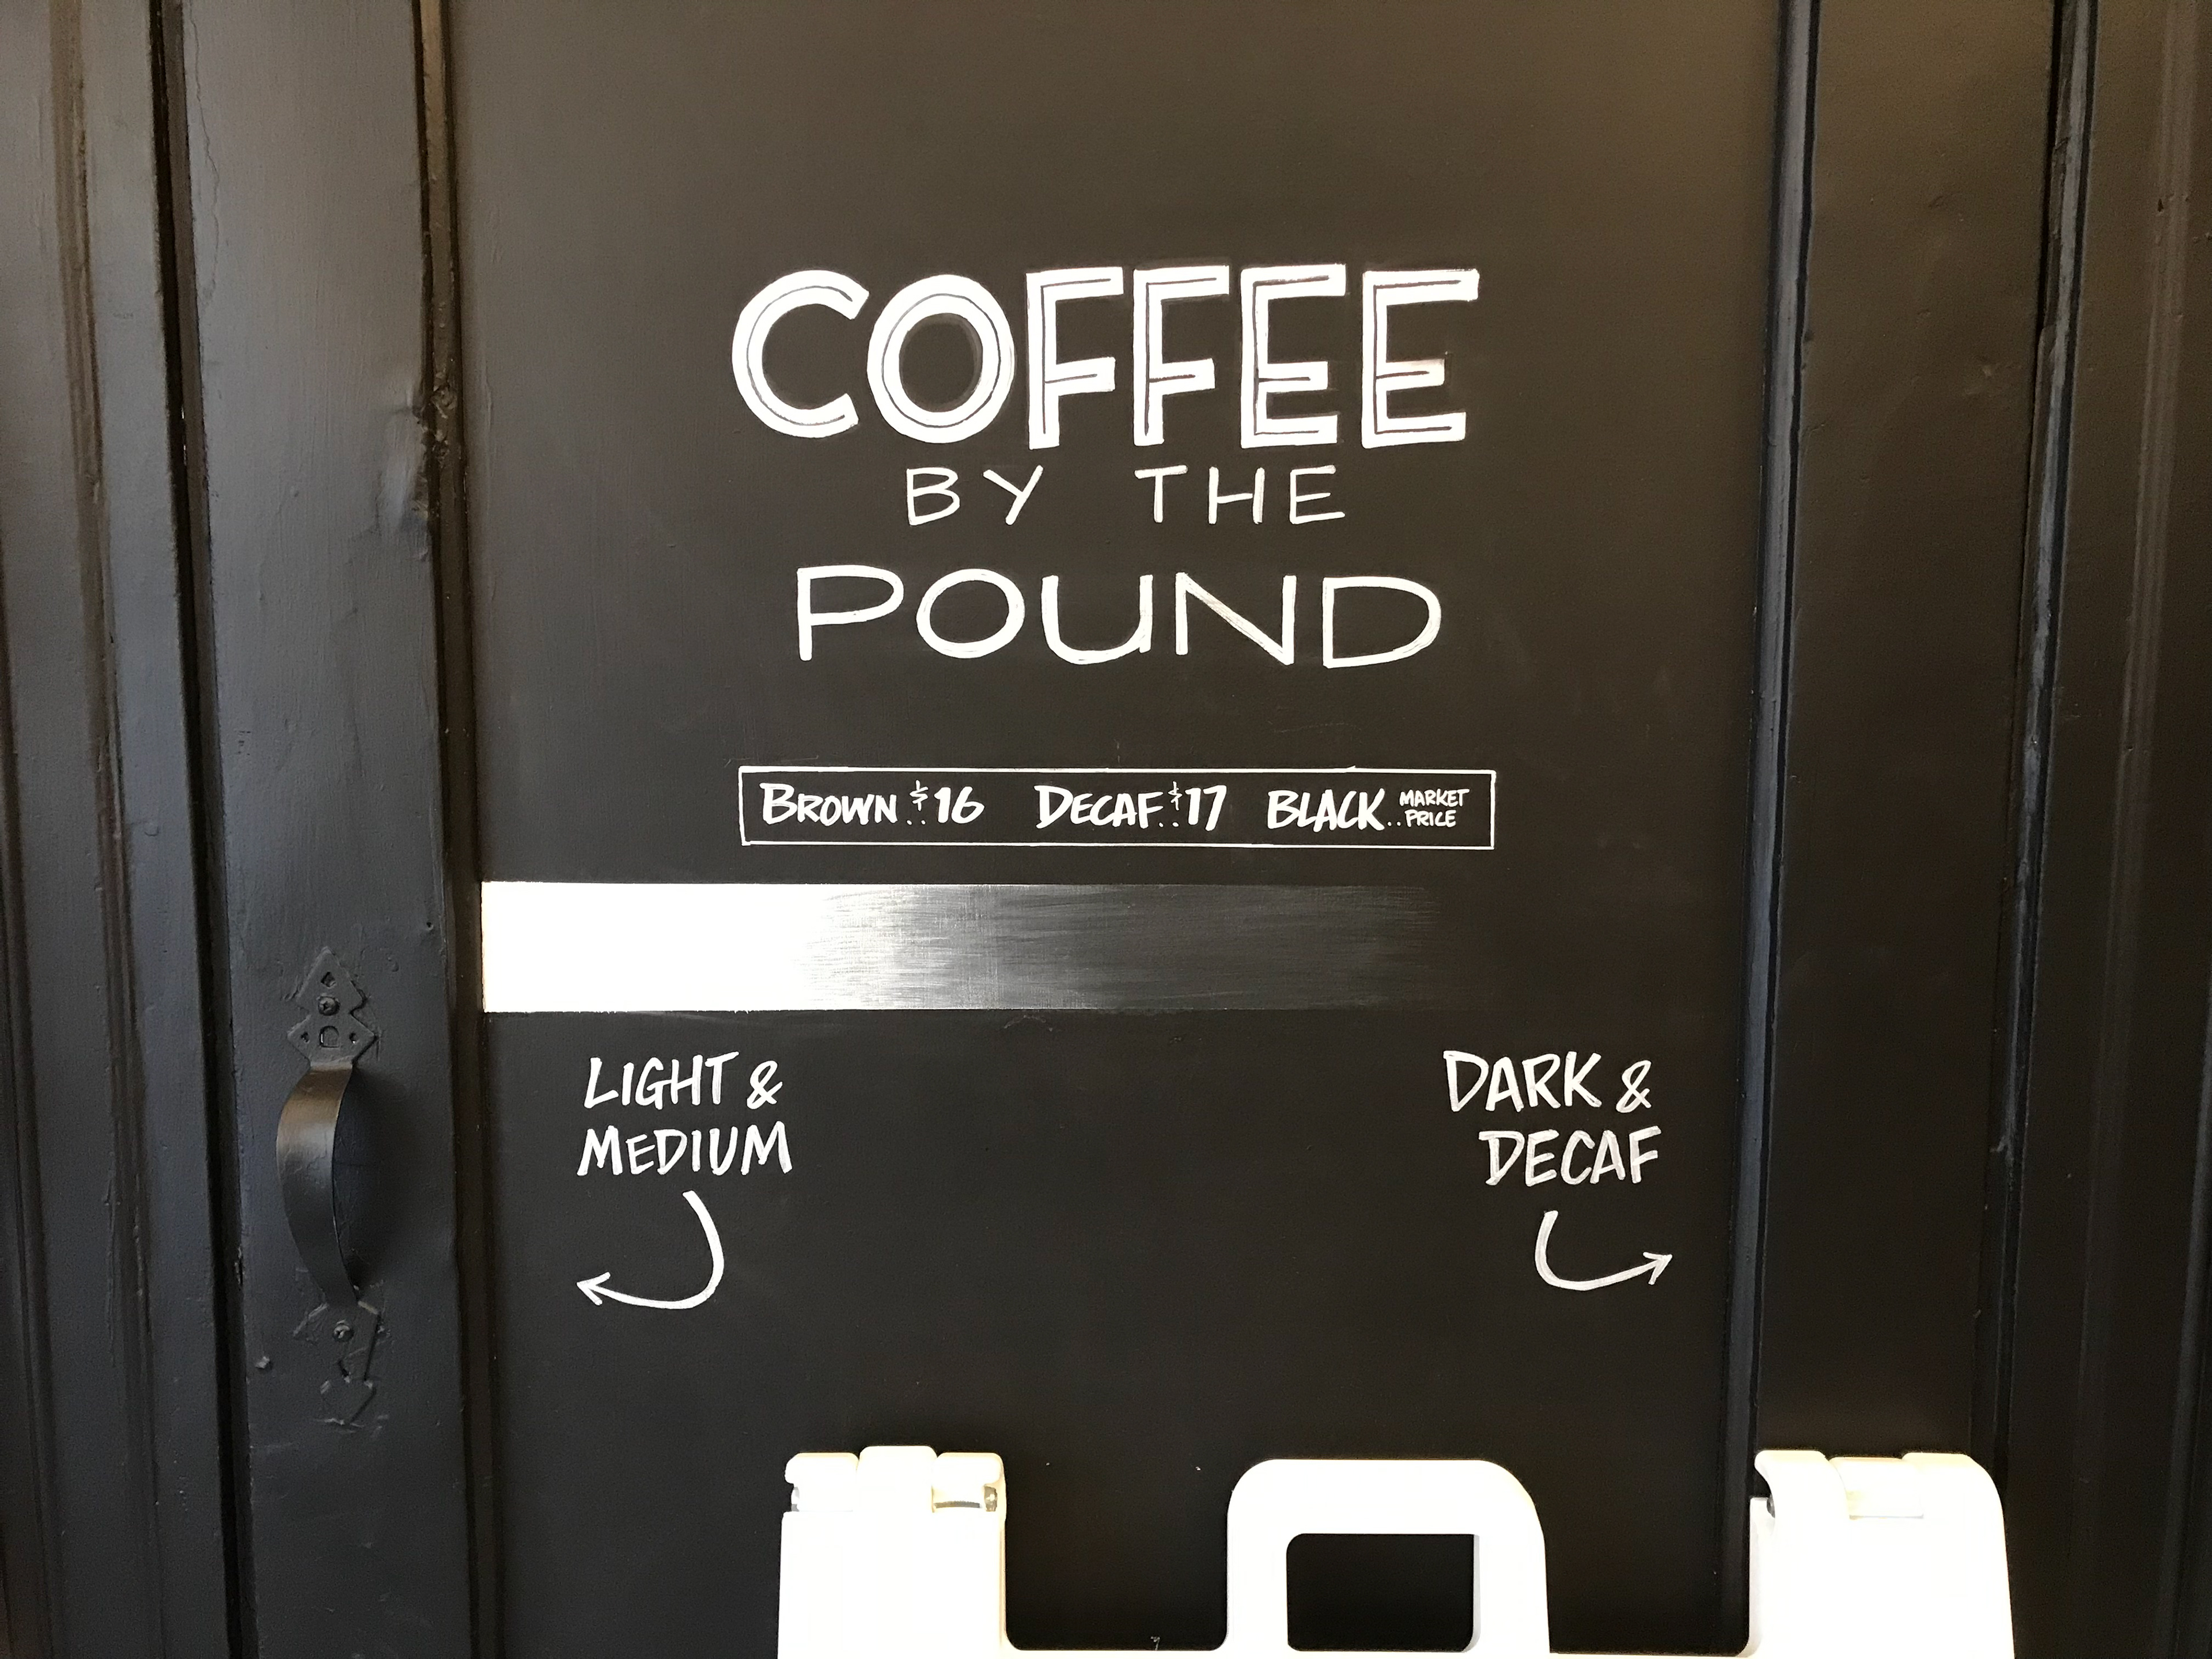 COFFEE
BY THE
POUND
BROWN..$16 DECAF..$17 BLACK..MARKET PRICE
LIGHT &
MEDIUM
DARK &
DECAF